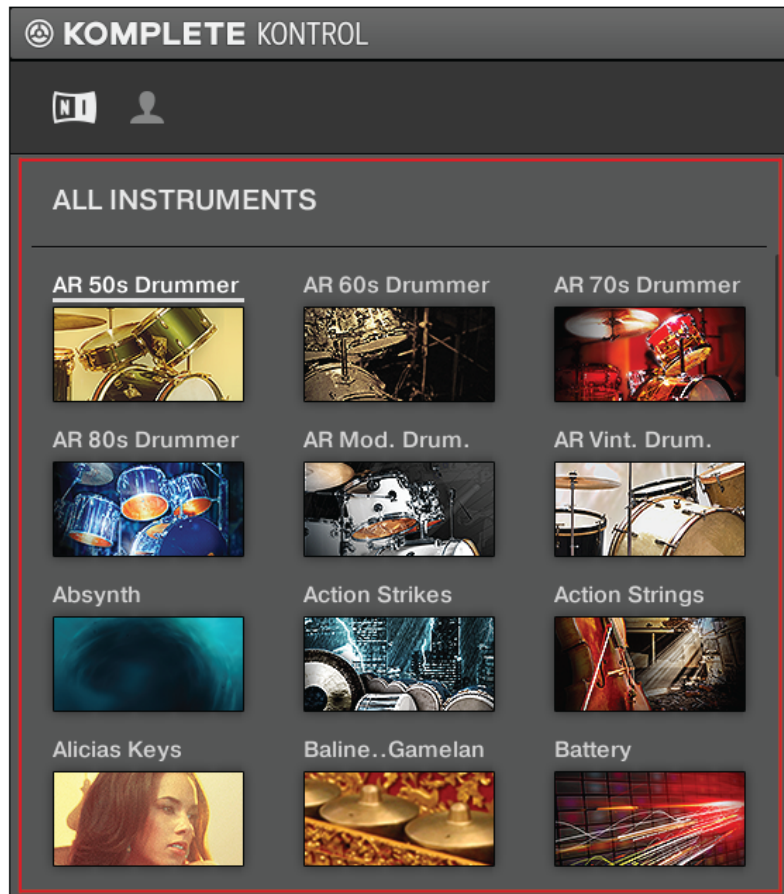 KOMPLETE KONTROL
NI
ALL INSTRUMENTS
AR 50s Drummer AR 60s Drummer AR 70s Drummer
AR 80s Drummer AR Mod. Drum. AR Vint. Drum.
Absynth Action Strikes Action Strings
Alicias Keys Baline..Gamelan Battery